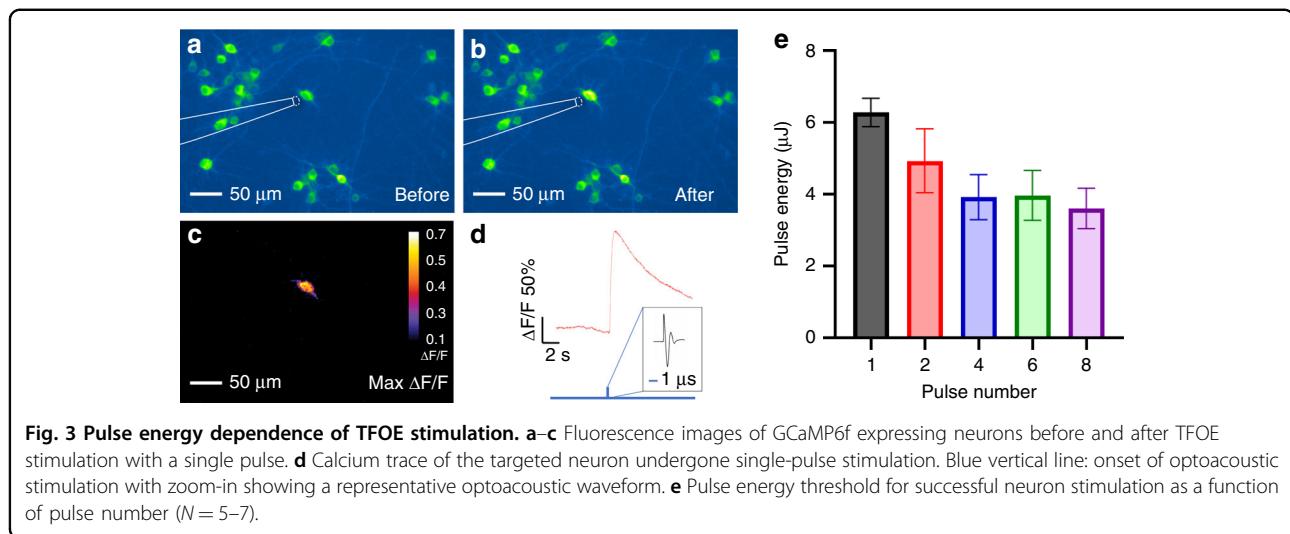 a
50 μm
Before
b
50 μm
After
c
0.7
0.5
0.4
0.3
0.1
ΔF/F
50 μm
Max ΔF/F
d
ΔF/F 50%
2 s
1 μs
e
Pulse energy (μJ)
8
6
4
2
0
1 2 4 6 8
Pulse number
Fig. 3 Pulse energy dependence of TFOE stimulation. a–c Fluorescence images of GCaMP6f expressing neurons before and after TFOE
stimulation with a single pulse. d Calcium trace of the targeted neuron undergone single-pulse stimulation. Blue vertical line: onset of optoacoustic
stimulation with zoom-in showing a representative optoacoustic waveform. e Pulse energy threshold for successful neuron stimulation as a function
of pulse number (N = 5–7).